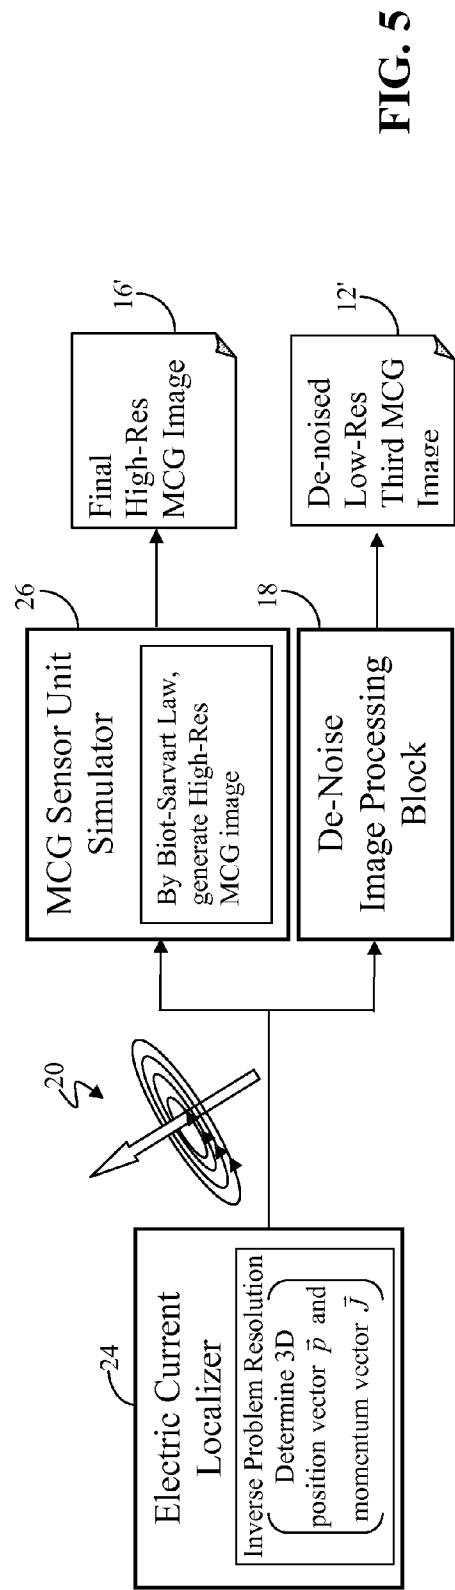 24
Electric Current
Localizer
Inverse Problem Resolution
Determine 3D
position vector p⃗ and
momentum vector J⃗
20
26
MCG Sensor Unit
Simulator
By Biot-Sarvart Law,
generate High-Res
MCG image
16'
Final
High-Res
MCG Image
18
De-Noise
Image Processing
Block
12'
De-noised
Low-Res
Third MCG
Image
FIG. 5